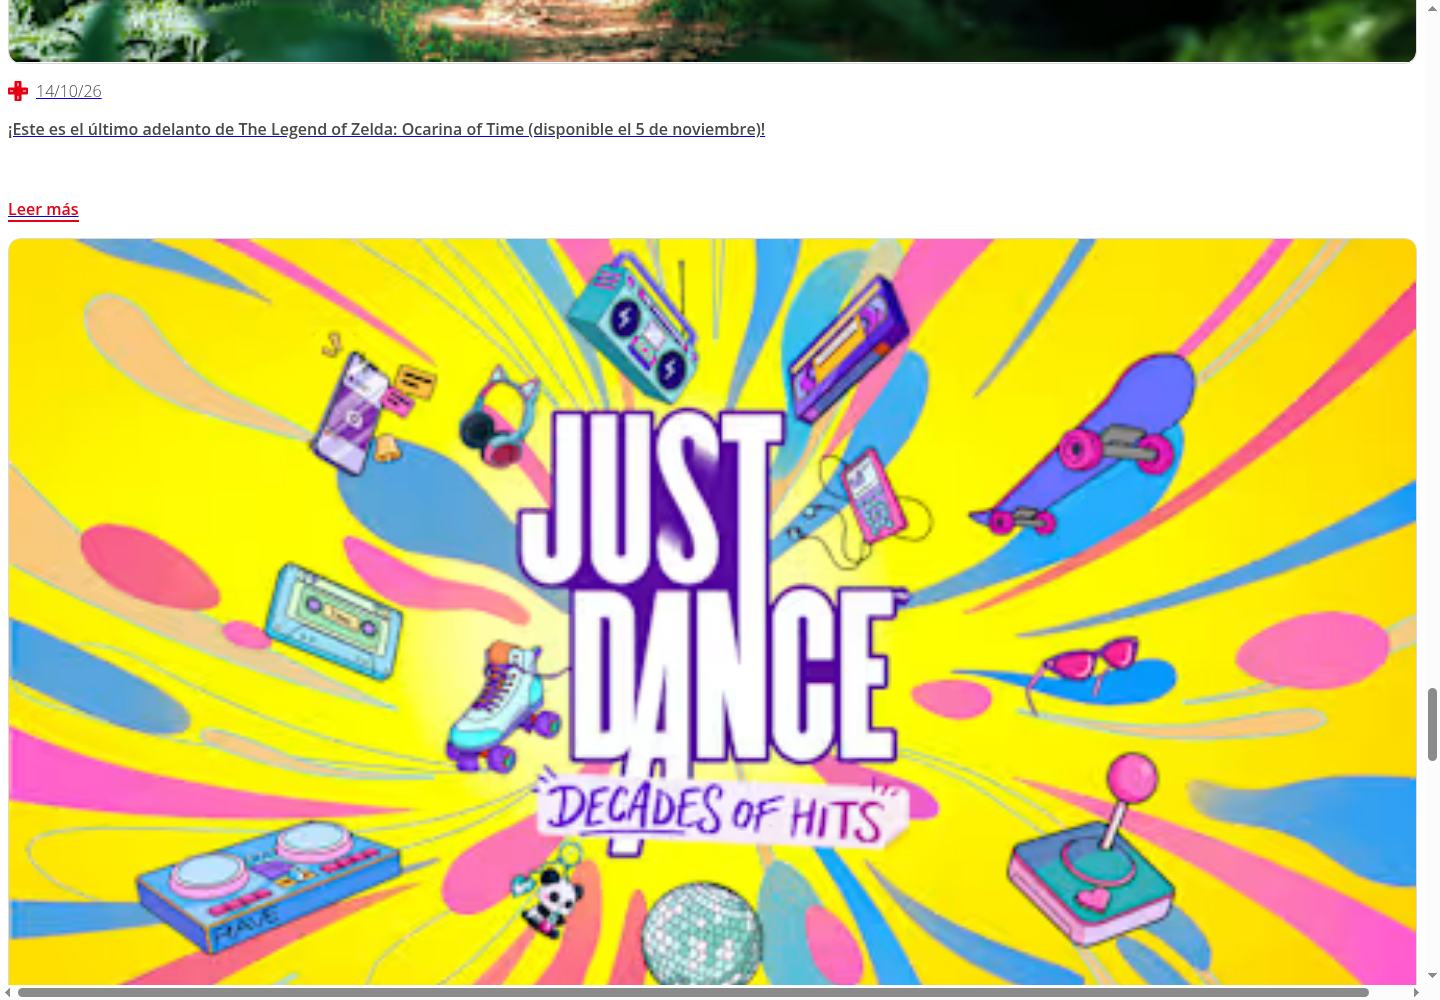 14/10/26
¡Este es el último adelanto de The Legend of Zelda: Ocarina of Time (disponible el 5 de noviembre)!
Leer más
JUST
DANCE
DECADES OF HITS
RAVE